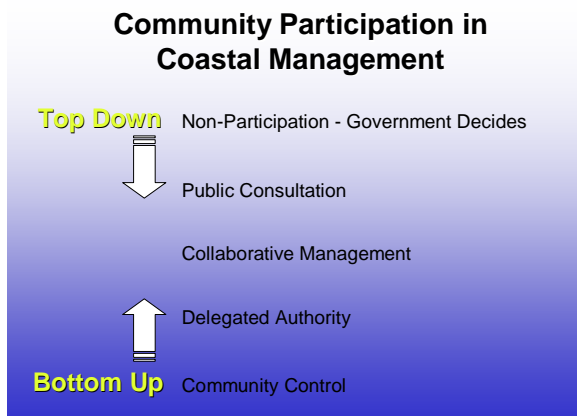 Community Participation in
Coastal Management
Top Down Non-Participation - Government Decides
Public Consultation
Collaborative Management
Delegated Authority
Bottom Up Community Control